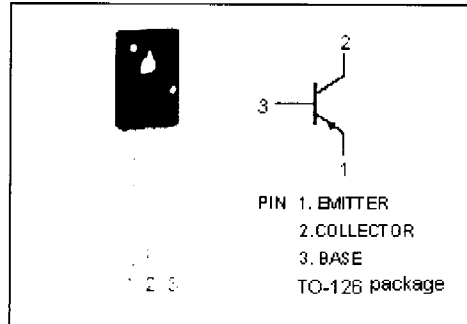 2
3
1
PIN 1. EMITTER
2.COLLECTOR
3. BASE
TO-126 package
1 2 3